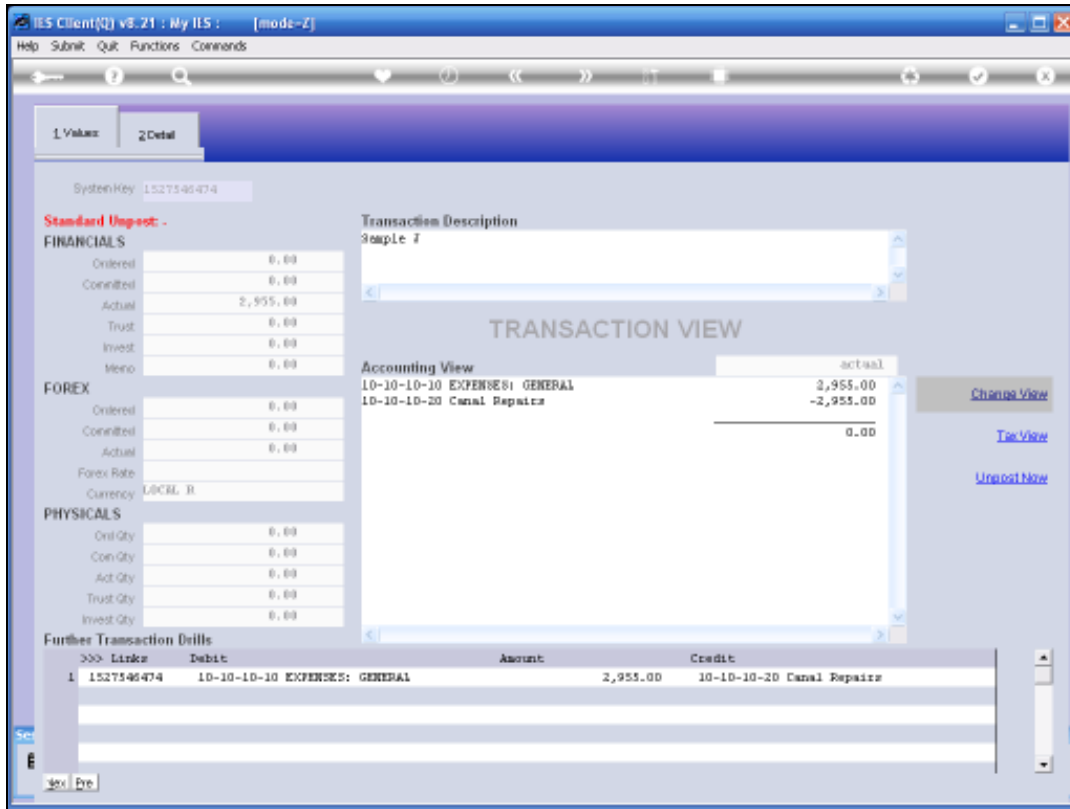 IES Client(Q) v8.21 : My IES : [mode-Z]
Help Submit Quit Functions Commands
1 Values 2 Detail
System Key 1527546474
Standard Unpost: -
FINANCIALS
Ordered 0.00
Committed 0.00
Actual 2,955.00
Trust 0.00
Invest 0.00
Memo 0.00
FOREX
Ordered 0.00
Committed 0.00
Actual 0.00
Forex Rate
Currency LOCAL R
PHYSICALS
Ord Qty 0.00
Com Qty 0.00
Act Qty 0.00
Trust Qty 0.00
Invest Qty 0.00
Transaction Description
Sample Z
TRANSACTION VIEW
Accounting View actual
10-10-10-10 EXPENSES: GENERAL 2,955.00
10-10-10-20 Canal Repairs -2,955.00
0.00
Change View
Tax View
Unpost Now
Further Transaction Drills
>>> Links Debit Amount Credit
1 1527546474 10-10-10-10 EXPENSES: GENERAL 2,955.00 10-10-10-20 Canal Repairs
Nex Pre